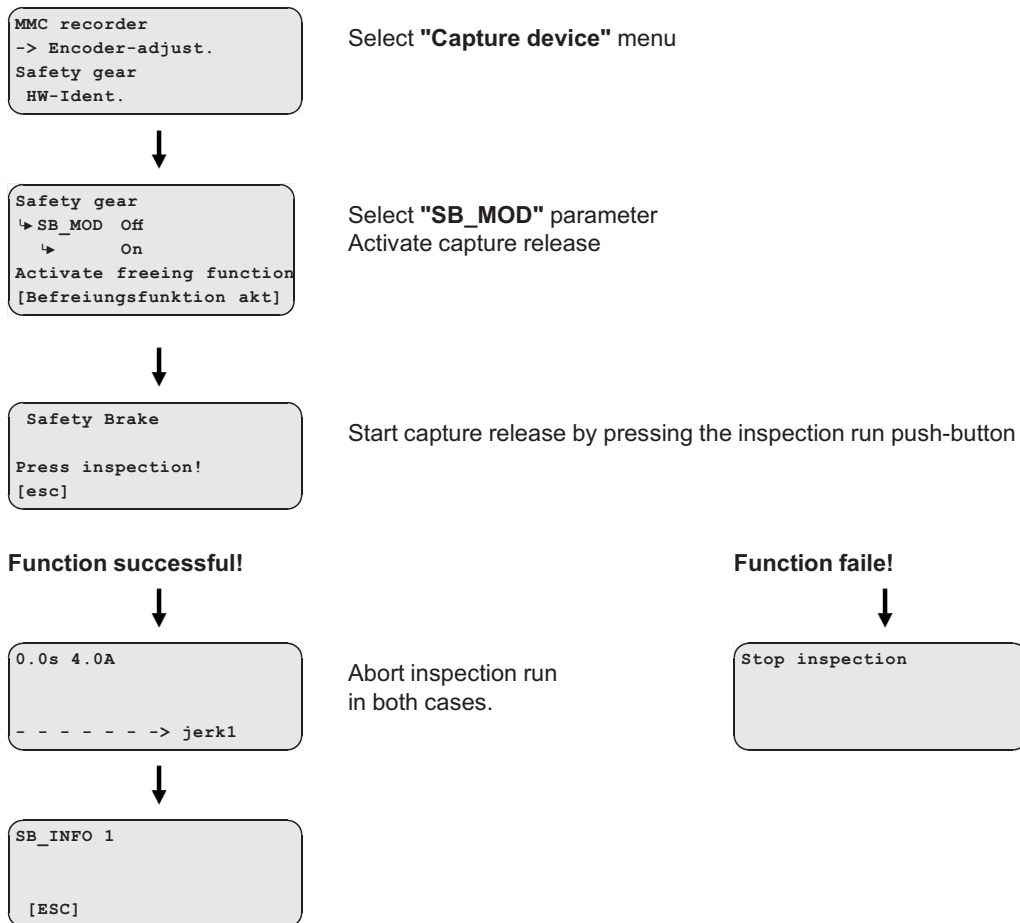 MMC recorder
-> Encoder-adjust.
Safety gear
HW-Ident.
Select "Capture device" menu
Safety gear
↳ SB_MOD Off
↳ On
Activate freeing function
[Befreiungsfunktion akt]
Select "SB_MOD" parameter
Activate capture release
Safety Brake
Press inspection!
[esc]
Start capture release by pressing the inspection run push-button
Function successful!
0.0s 4.0A
- - - - - - -> jerk1
Abort inspection run
in both cases.
SB_INFO 1
[ESC]
Function faile!
Stop inspection